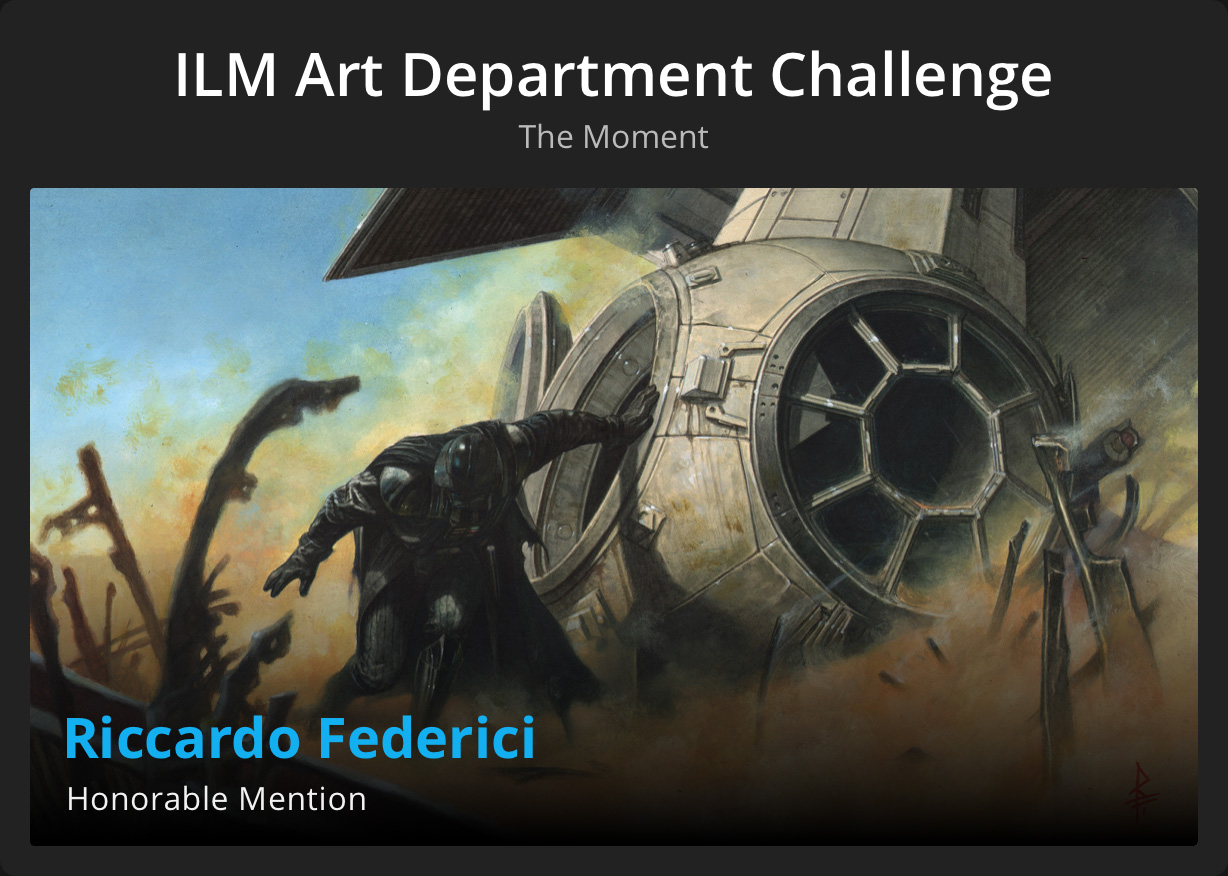 ILM Art Department Challenge
The Moment
Riccardo Federici
Honorable Mention